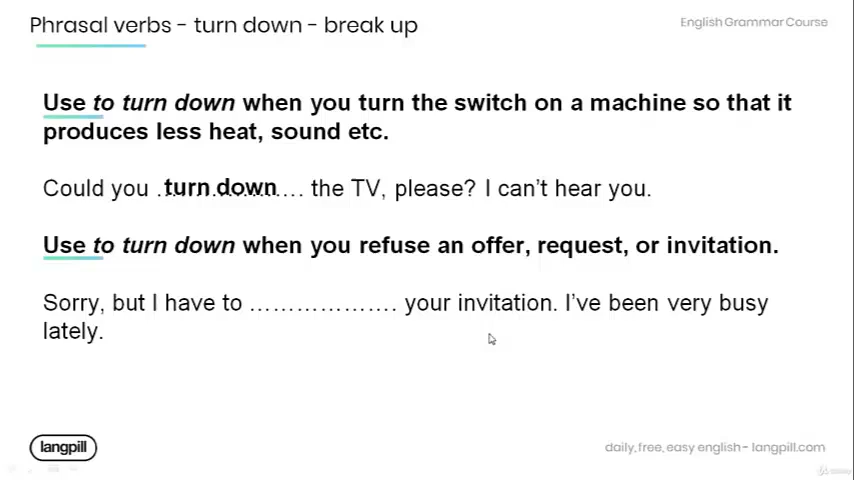 Phrasal verbs - turn down - break up
English Grammar Course
Use to turn down when you turn the switch on a machine so that it
produces less heat, sound etc.
Could you .turn down.... the TV, please? I can't hear you.
Use to turn down when you refuse an offer, request, or invitation.
Sorry, but I have to ………………. your invitation. I've been very busy
lately.
langpill
daily, free, easy english - langpill.com